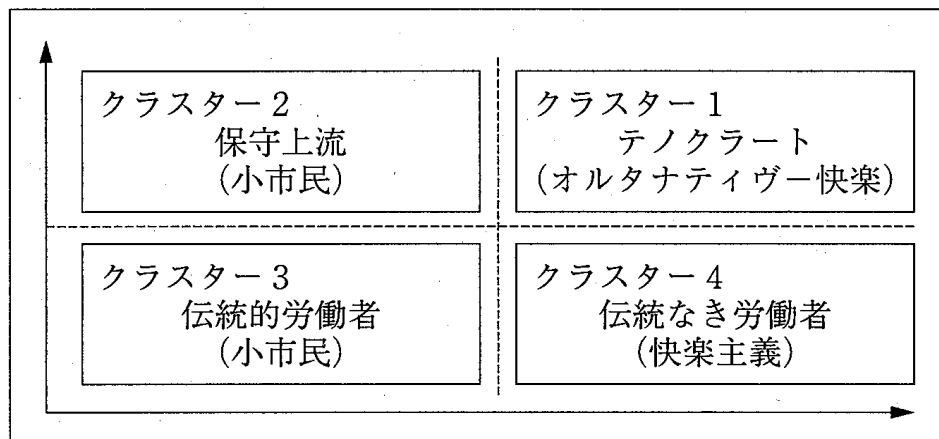 クラスター2
保守上流
(小市民)
クラスター1
テノクラート
(オルタナティヴ-快楽)
クラスター3
伝統的労働者
(小市民)
クラスター4
伝統なき労働者
(快楽主義)